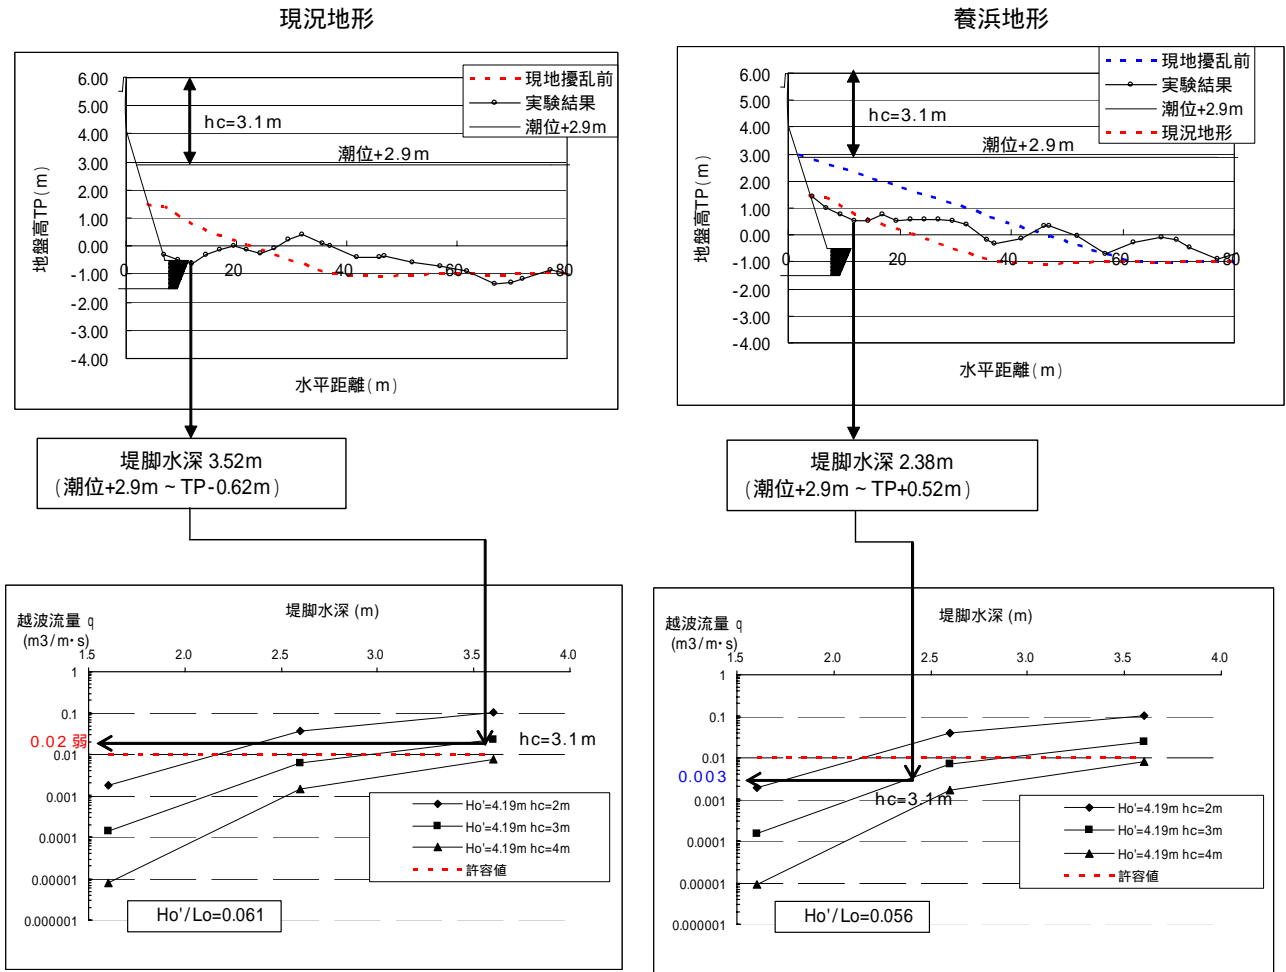 現況地形
養浜地形
6.00
5.00
4.00
3.00
2.00
1.00
0.00
-1.00
-2.00
-3.00
-4.00
地盤高TP(m)
0
20
40
60
80
水平距離(m)
hc=3.1m
潮位+2.9m
現地擾乱前
実験結果
潮位+2.9m
6.00
5.00
4.00
3.00
2.00
1.00
0.00
-1.00
-2.00
-3.00
-4.00
地盤高TP(m)
0
20
40
60
80
水平距離(m)
hc=3.1m
潮位+2.9m
現地擾乱前
実験結果
潮位+2.9m
現況地形
堤脚水深 3.52m
(潮位+2.9m ~ TP-0.62m)
堤脚水深 2.38m
(潮位+2.9m ~ TP+0.52m)
堤脚水深 (m)
越波流量 q
(m3/m・s)
1.5
2.0
2.5
3.0
3.5
4.0
1
0.1
0.02 弱
0.01
0.001
0.0001
0.00001
0.000001
hc=3.1m
Ho'=4.19m hc=2m
Ho'=4.19m hc=3m
Ho'=4.19m hc=4m
許容値
Ho'/Lo=0.061
堤脚水深 (m)
越波流量 q
(m3/m・s)
1.5
2.0
2.5
3.0
3.5
4.0
1
0.1
0.01
0.003
0.001
0.0001
0.00001
0.000001
hc=3.1m
Ho'=4.19m hc=2m
Ho'=4.19m hc=3m
Ho'=4.19m hc=4m
許容値
Ho'/Lo=0.056